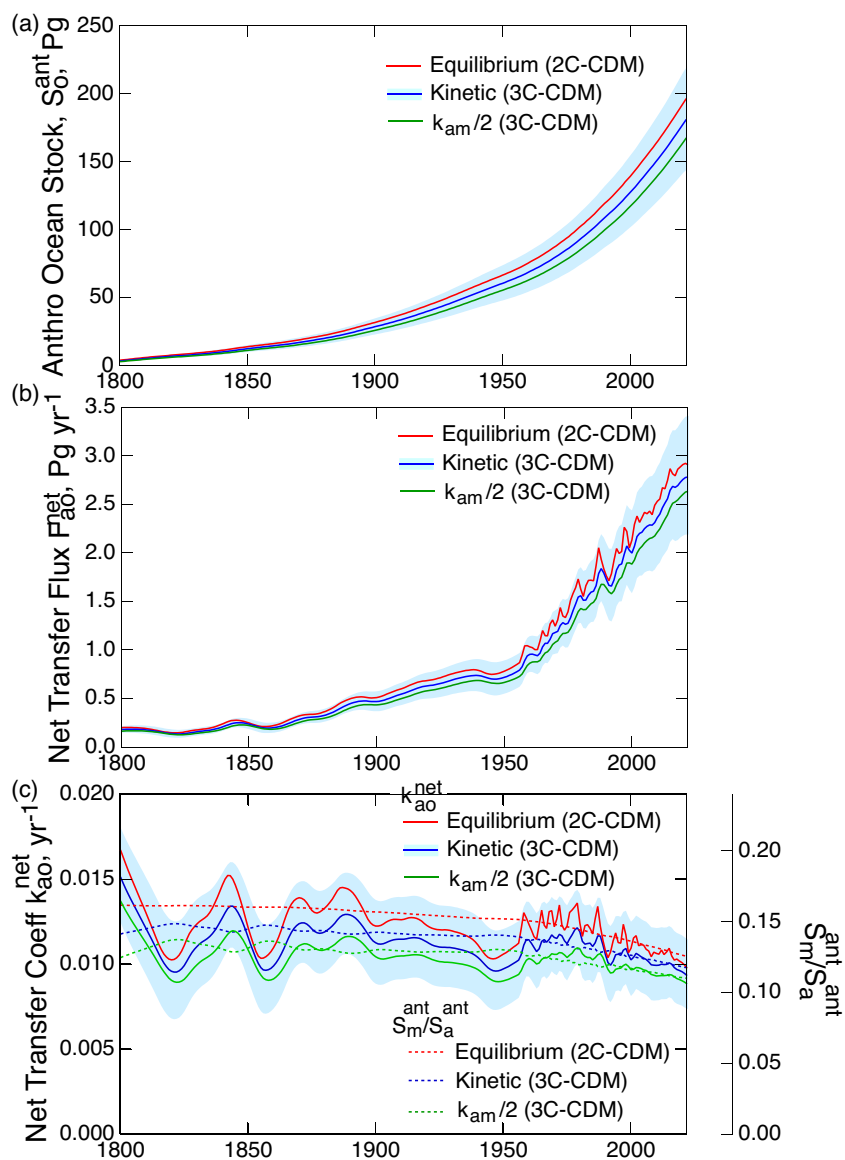 (a)
Anthro Ocean Stock, S_o^ant Pg
250
200
150
100
50
0
Equilibrium (2C-CDM)
Kinetic (3C-CDM)
k_am/2 (3C-CDM)
1800 1850 1900 1950 2000
(b)
Net Transfer Flux F_ao^net, Pg yr^-1
3.5
3.0
2.5
2.0
1.5
1.0
0.5
0.0
Equilibrium (2C-CDM)
Kinetic (3C-CDM)
k_am/2 (3C-CDM)
1800 1850 1900 1950 2000
(c)
Net Transfer Coeff k_ao^net, yr^-1
0.020
0.015
0.010
0.005
0.000
k_ao^net
Equilibrium (2C-CDM)
Kinetic (3C-CDM)
k_am/2 (3C-CDM)
S_m^ant/S_a^ant
Equilibrium (2C-CDM)
Kinetic (3C-CDM)
k_am/2 (3C-CDM)
1800 1850 1900 1950 2000
0.20
0.15
0.10
0.05
0.00
S_m^ant/S_a^ant